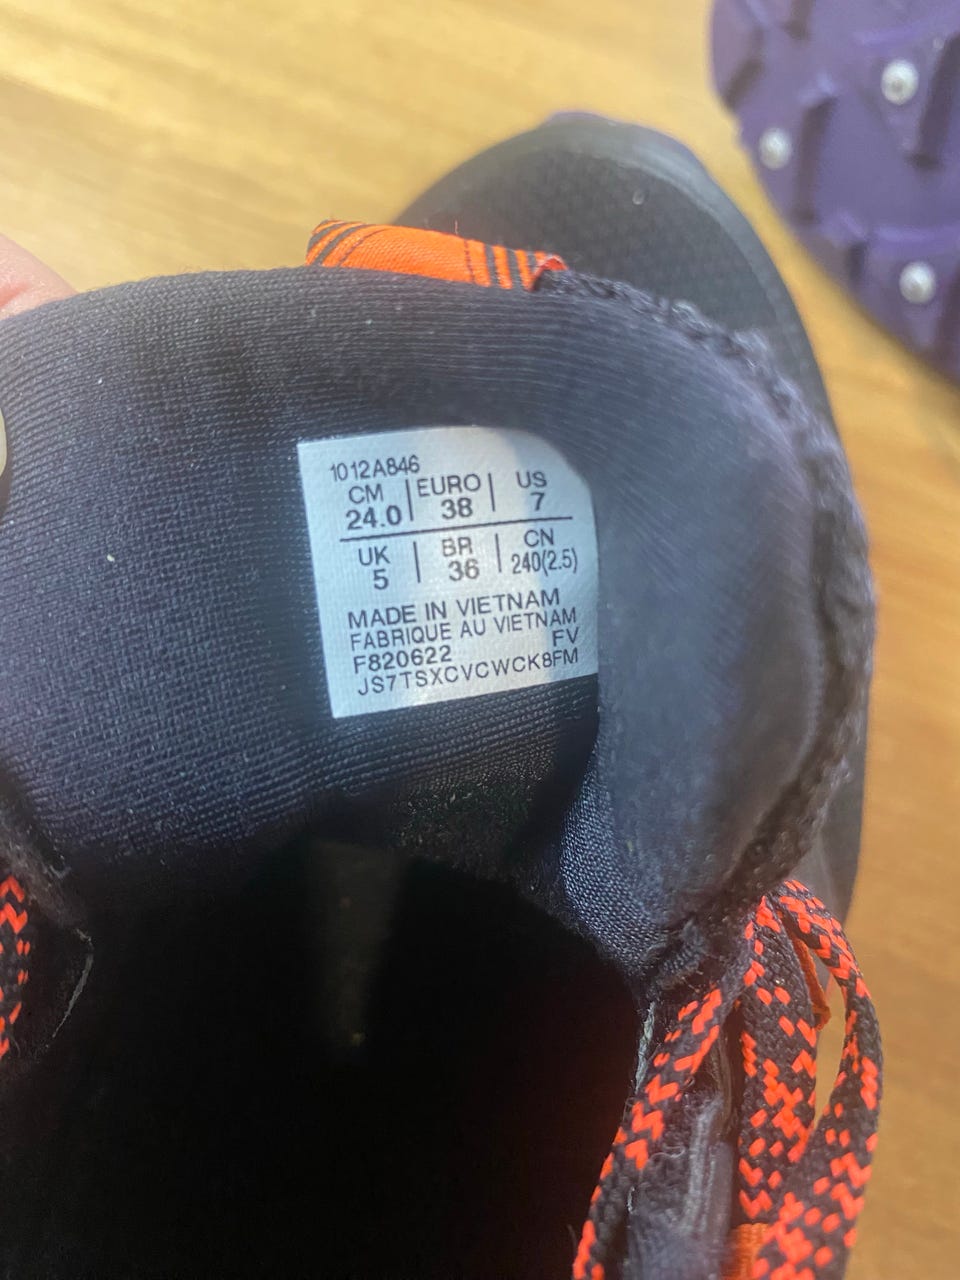 1012A846
CM | EURO | US
24.0 | 38 | 7
UK | BR | CN
5 | 36 | 240(2.5)
MADE IN VIETNAM
FABRIQUE AU VIETNAM
F820622 FV
JS7TSXCVCWCK8FM